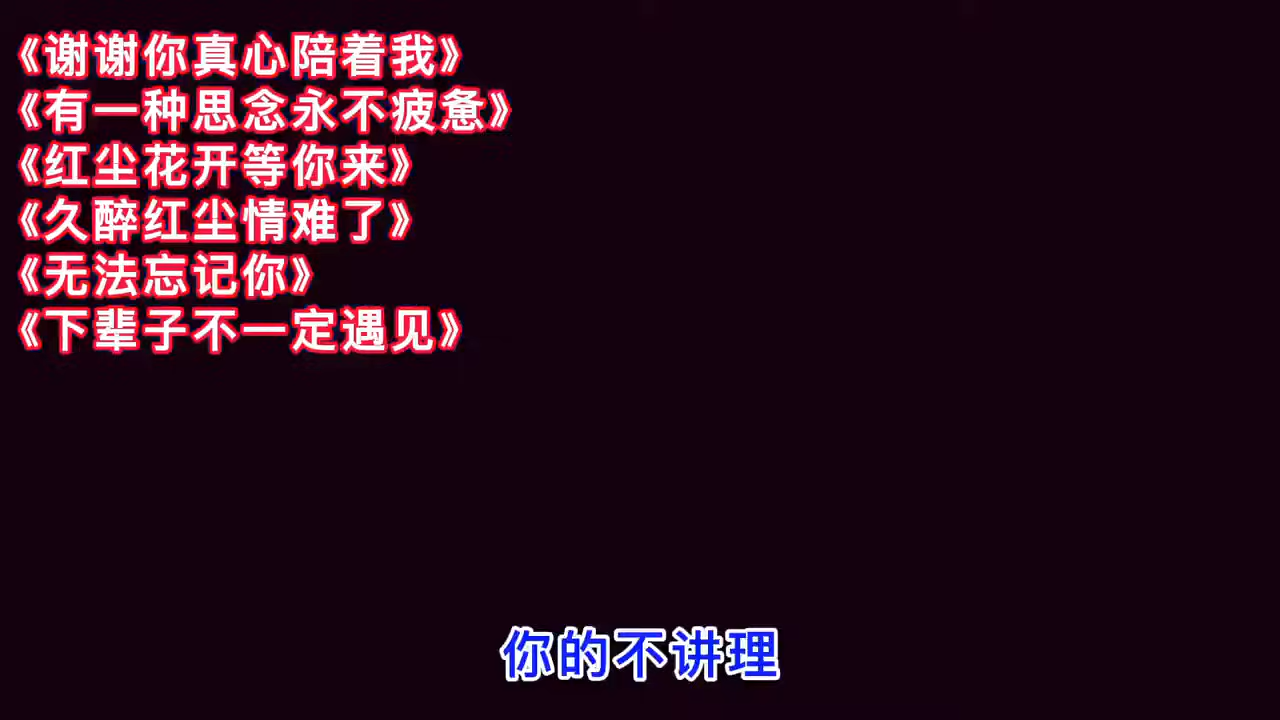 《谢谢你真心陪着我》
《有一种思念永不疲惫》
《红尘花开等你来》
《久醉红尘情难了》
《无法忘记你》
《下辈子不一定遇见》
你的不讲理